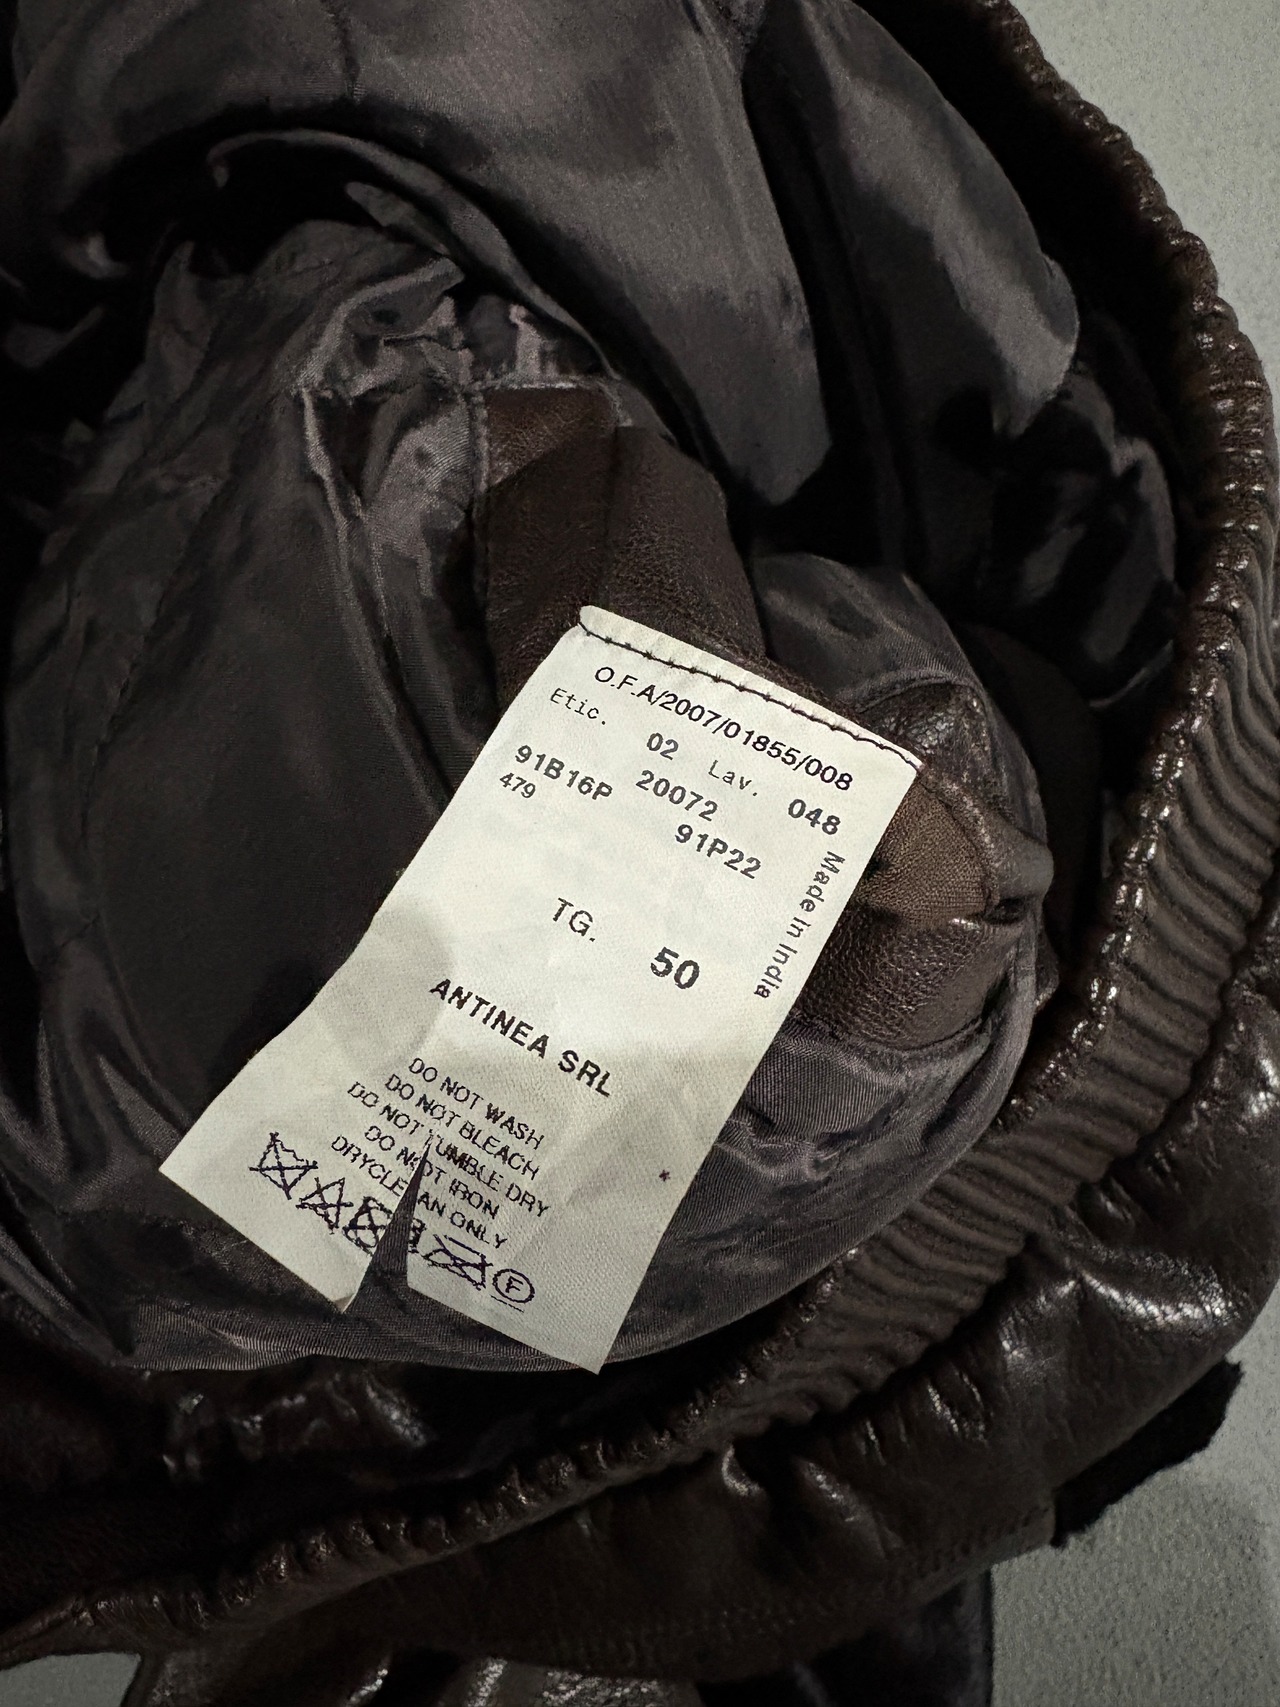 O.F.A/2007/01855/008
Etic. 02 Lav. 048
91B16P 20072
479 91P22
Made in India
TG. 50
ANTINEA SRL
DO NOT WASH
DO NOT BLEACH
DO NOT TUMBLE DRY
DO NOT IRON
DRYCLEAN ONLY
F